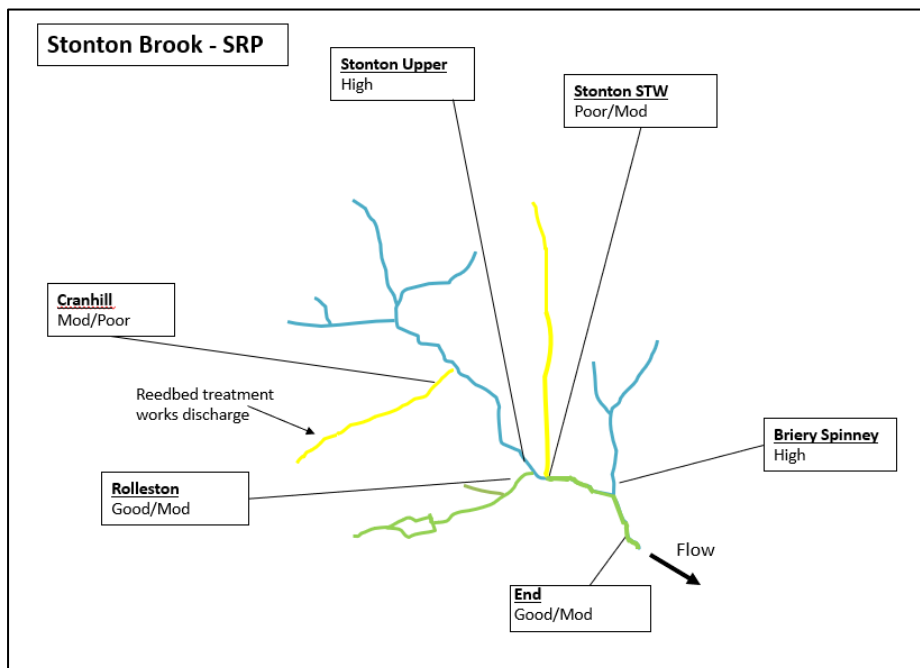 Stonton Brook - SRP
Stonton Upper
High
Stonton STW
Poor/Mod
Cranhill
Mod/Poor
Reedbed treatment
works discharge
Briery Spinney
High
Rolleston
Good/Mod
Flow
End
Good/Mod